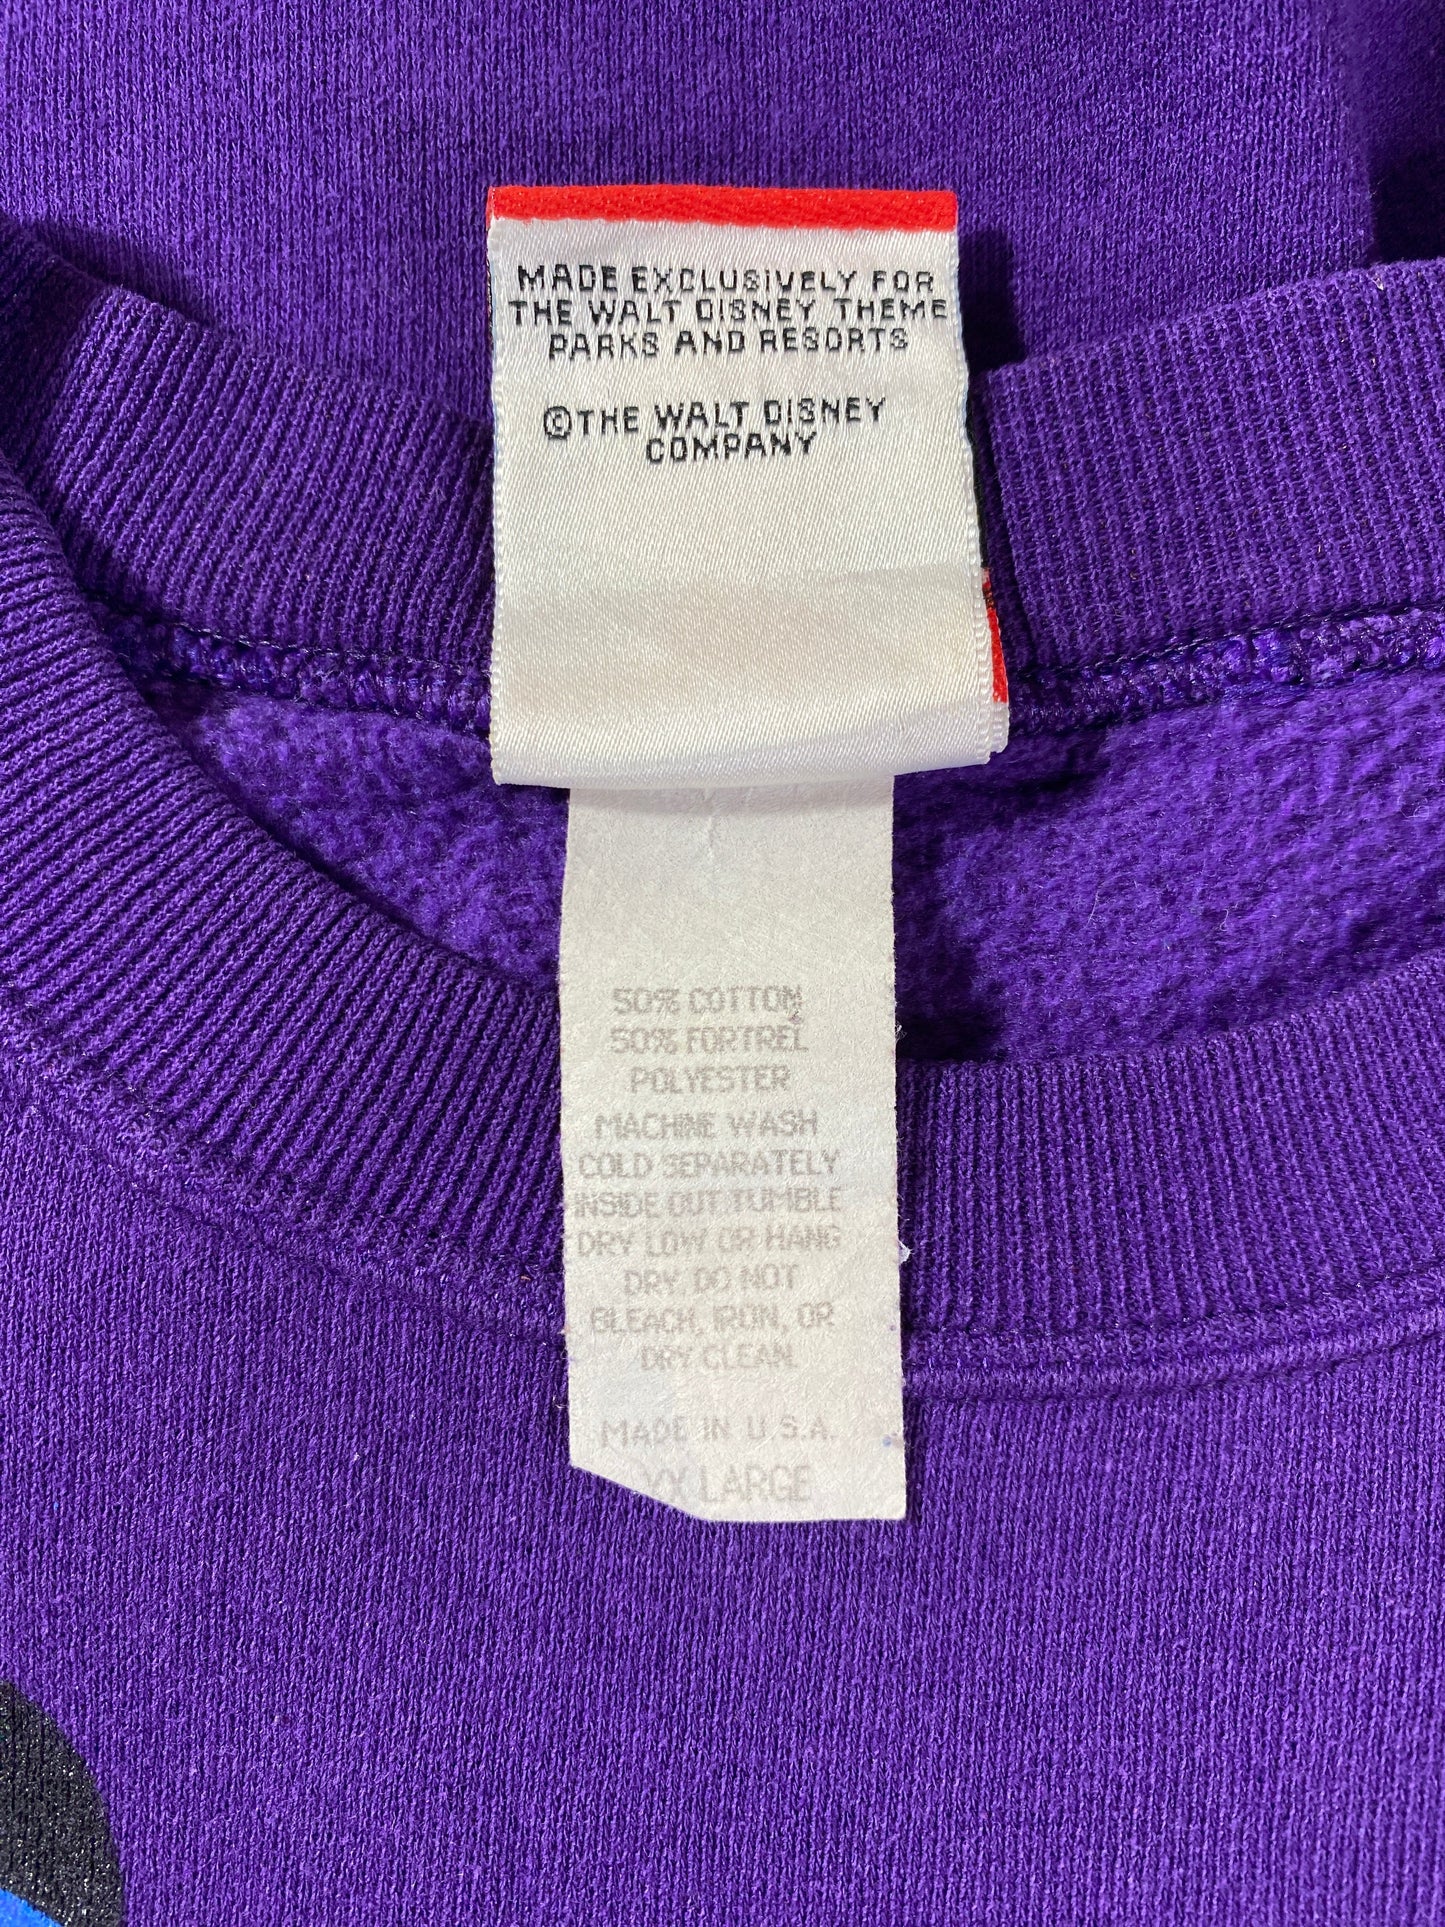 MADE EXCLUSIVELY FOR
THE WALT DISNEY THEME
PARKS AND RESORTS
©THE WALT DISNEY
COMPANY
50% COTTON
50% FORTREL
POLYESTER
MACHINE WASH
COLD SEPARATELY
INSIDE OUT TUMBLE
DRY LOW OR HANG
DRY. DO NOT
BLEACH, IRON, OR
DRY CLEAN.
MADE IN U.S.A.
XX LARGE